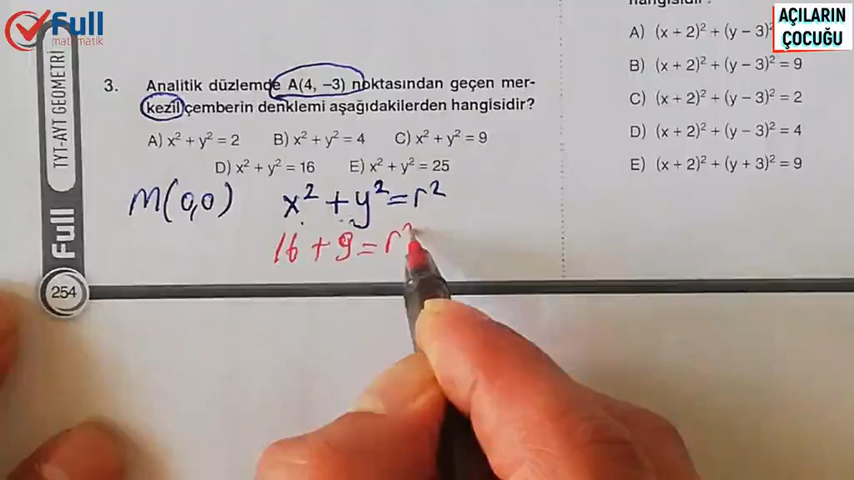 Full
matematik
AÇILARIN
ÇOCUĞU
TYT-AYT GEOMETRİ
Full
254
3. Analitik düzlemde A(4, –3) noktasından geçen mer-
kezil çemberin denklemi aşağıdakilerden hangisidir?
A) x² + y² = 2 B) x² + y² = 4 C) x² + y² = 9
D) x² + y² = 16 E) x² + y² = 25
M(0,0) x² + y² = r²
16 + 9 = r²
A) (x + 2)² + (y – 3)²
B) (x + 2)² + (y – 3)² = 9
C) (x + 2)² + (y – 3)² = 2
D) (x + 2)² + (y – 3)² = 4
E) (x + 2)² + (y + 3)² = 9